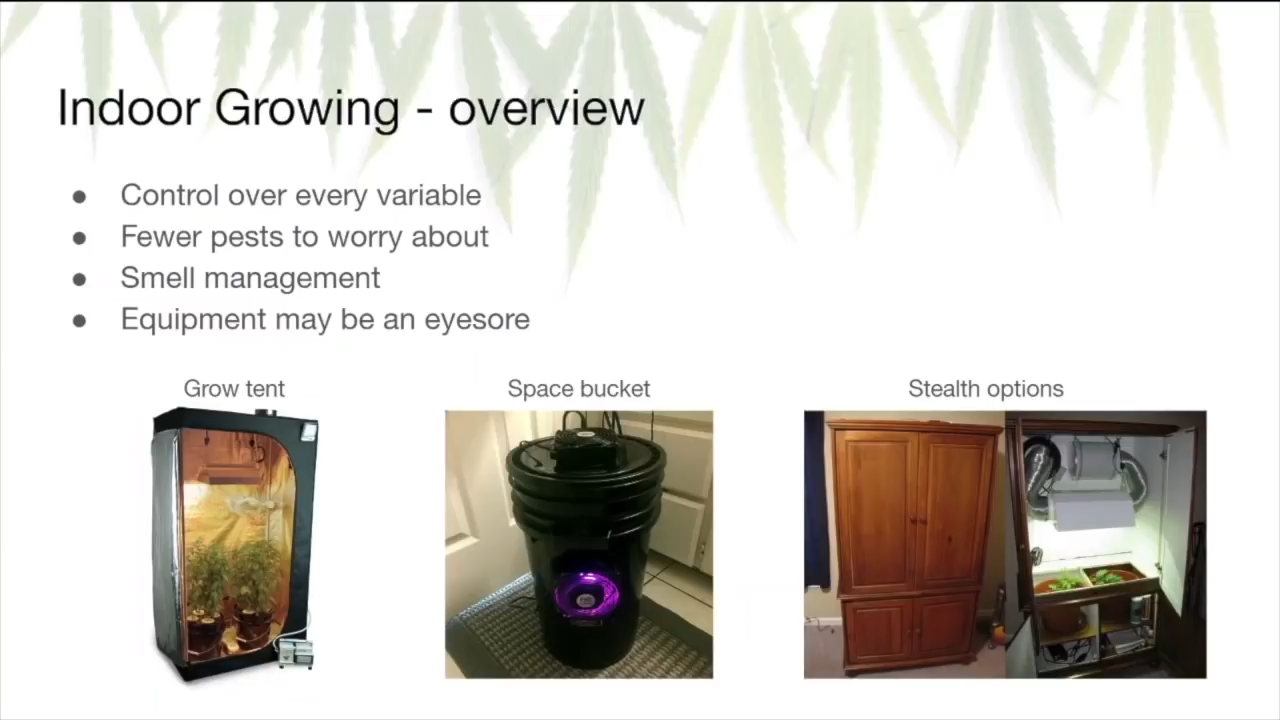 Indoor Growing - overview
● Control over every variable
● Fewer pests to worry about
● Smell management
● Equipment may be an eyesore
Grow tent
Space bucket
Stealth options